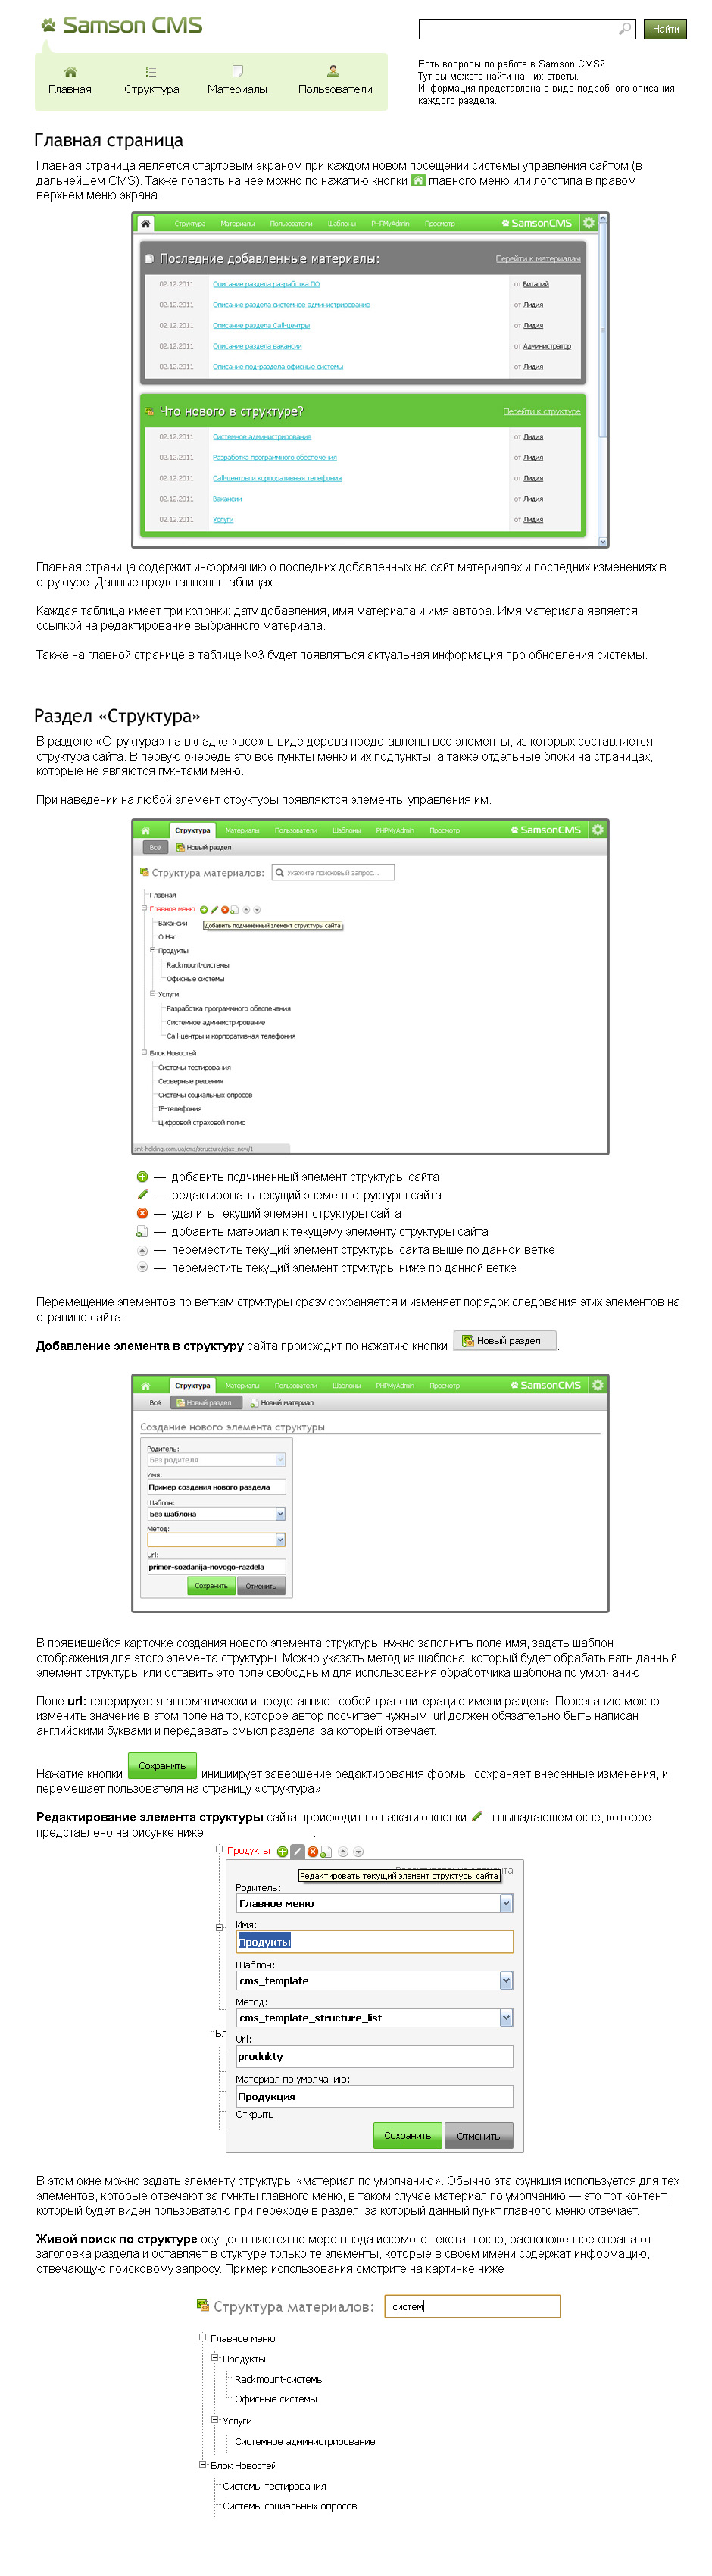 Samson CMS
Найти
Главная
Структура
Материалы
Пользователи
Есть вопросы по работе в Samson CMS?
Тут вы можете найти на них ответы.
Информация представлена в виде подробного описания
каждого раздела.
Главная страница
Главная страница является стартовым экраном при каждом новом посещении системы управления сайтом (в
дальнейшем CMS). Также попасть на неё можно по нажатию кнопки главного меню или логотипа в правом
верхнем меню экрана.
Структура Материалы Пользователи Шаблоны PHPMyAdmin Просмотр SamsonCMS
Последние добавленные материалы: Перейти к материалам
02.12.2011 Описание раздела разработка ПО от Виталий
02.12.2011 Описание раздела системное администрирование от Лидия
02.12.2011 Описание раздела Call-центры от Лидия
02.12.2011 Описание раздела вакансии от Администратор
02.12.2011 Описание под-раздела офисные системы от Лидия
Что нового в структуре? Перейти к структуре
02.12.2011 Системное администрирование от Лидия
02.12.2011 Разработка программного обеспечения от Лидия
02.12.2011 Call-центры и корпоративная телефония от Лидия
02.12.2011 Вакансии от Лидия
02.12.2011 Услуги от Лидия
Главная страница содержит информацию о последних добавленных на сайт материалах и последних изменениях в
структуре. Данные представлены таблицах.
Каждая таблица имеет три колонки: дату добавления, имя материала и имя автора. Имя материала является
ссылкой на редактирование выбранного материала.
Также на главной странице в таблице №3 будет появляться актуальная информация про обновления системы.
Раздел «Структура»
В разделе «Структура» на вкладке «все» в виде дерева представлены все элементы, из которых составляется
структура сайта. В первую очередь это все пункты меню и их подпункты, а также отдельные блоки на страницах,
которые не являются пукнтами меню.
При наведении на любой элемент структуры появляются элементы управления им.
Структура Материалы Пользователи Шаблоны PHPMyAdmin Просмотр SamsonCMS
Всё Новый раздел
Структура материалов: Укажите поисковый запрос...
Главная
Главное меню
Вакансии
Добавить подчинённый элемент структуры сайта
О Нас
Продукты
Rackmount-системы
Офисные системы
Услуги
Разработка программного обеспечения
Системное администрирование
Call-центры и корпоративная телефония
Блок Новостей
Системы тестирования
Серверные решения
Системы социальных опросов
IP-телефония
Цифровой страховой полис
smt-holding.com.ua/cms/structure/ajax_new/1
— добавить подчиненный элемент структуры сайта
— редактировать текущий элемент структуры сайта
— удалить текущий элемент структуры сайта
— добавить материал к текущему элементу структуры сайта
— переместить текущий элемент структуры сайта выше по данной ветке
— переместить текущий элемент структуры ниже по данной ветке
Перемещение элементов по веткам структуры сразу сохраняется и изменяет порядок следования этих элементов на
странице сайта.
Добавление элемента в структуру сайта происходит по нажатию кнопки Новый раздел .
Структура Материалы Пользователи Шаблоны PHPMyAdmin Просмотр SamsonCMS
Всё Новый раздел Новый материал
Создание нового элемента структуры
Родитель:
Без родителя
Имя:
Пример создания нового раздела
Шаблон:
Без шаблона
Метод:
Url:
primer-sozdanija-novogo-razdela
Сохранить Отменить
В появившейся карточке создания нового элемента структуры нужно заполнить поле имя, задать шаблон
отображения для этого элемента структуры. Можно указать метод из шаблона, который будет обрабатывать данный
элемент структуры или оставить это поле свободным для использования обработчика шаблона по умолчанию.
Поле url: генерируется автоматически и представляет собой транслитерацию имени раздела. По желанию можно
изменить значение в этом поле на то, которое автор посчитает нужным, url должен обязательно быть написан
английскими буквами и передавать смысл раздела, за который отвечает.
Нажатие кнопки Сохранить инициирует завершение редактирования формы, сохраняет внесенные изменения, и
перемещает пользователя на страницу «структура»
Редактирование элемента структуры сайта происходит по нажатию кнопки в выпадающем окне, которое
представлено на рисунке ниже .
Продукты
Редактировать текущий элемент структуры сайта
Родитель:
Главное меню
Имя:
Продукты
Шаблон:
cms_template
Метод:
cms_template_structure_list
Url:
Бл
produkty
Материал по умолчанию:
Продукция
Открыть
Сохранить Отменить
В этом окне можно задать элементу структуры «материал по умолчанию». Обычно эта функция используется для тех
элементов, которые отвечают за пункты главного меню, в таком случае материал по умолчанию — это тот контент,
который будет виден пользователю при переходе в раздел, за который данный пункт главного меню отвечает.
Живой поиск по структуре осуществляется по мере ввода искомого текста в окно, расположенное справа от
заголовка раздела и оставляет в стуктуре только те элементы, которые в своем имени содержат информацию,
отвечающую поисковому запросу. Пример использования смотрите на картинке ниже
Структура материалов: систем
Главное меню
Продукты
Rackmount-системы
Офисные системы
Услуги
Системное администрирование
Блок Новостей
Системы тестирования
Системы социальных опросов